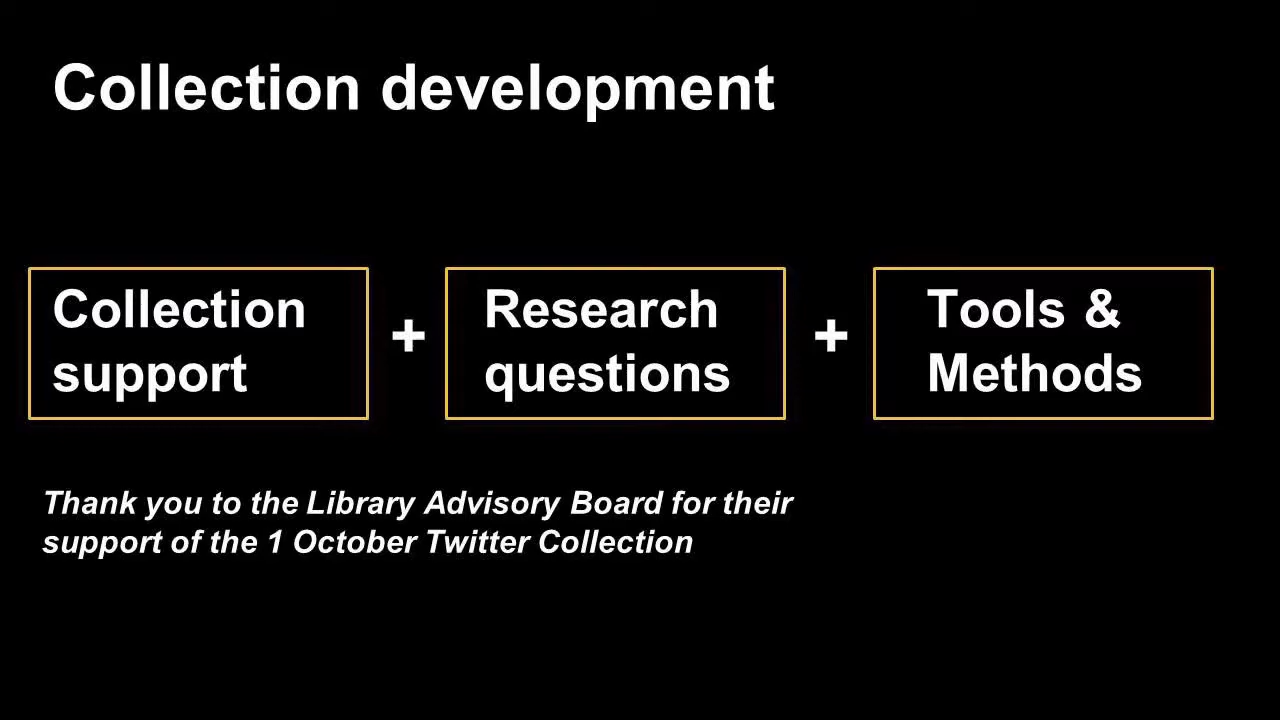 Collection development
Collection
support
+
Research
questions
+
Tools &
Methods
Thank you to the Library Advisory Board for their
support of the 1 October Twitter Collection